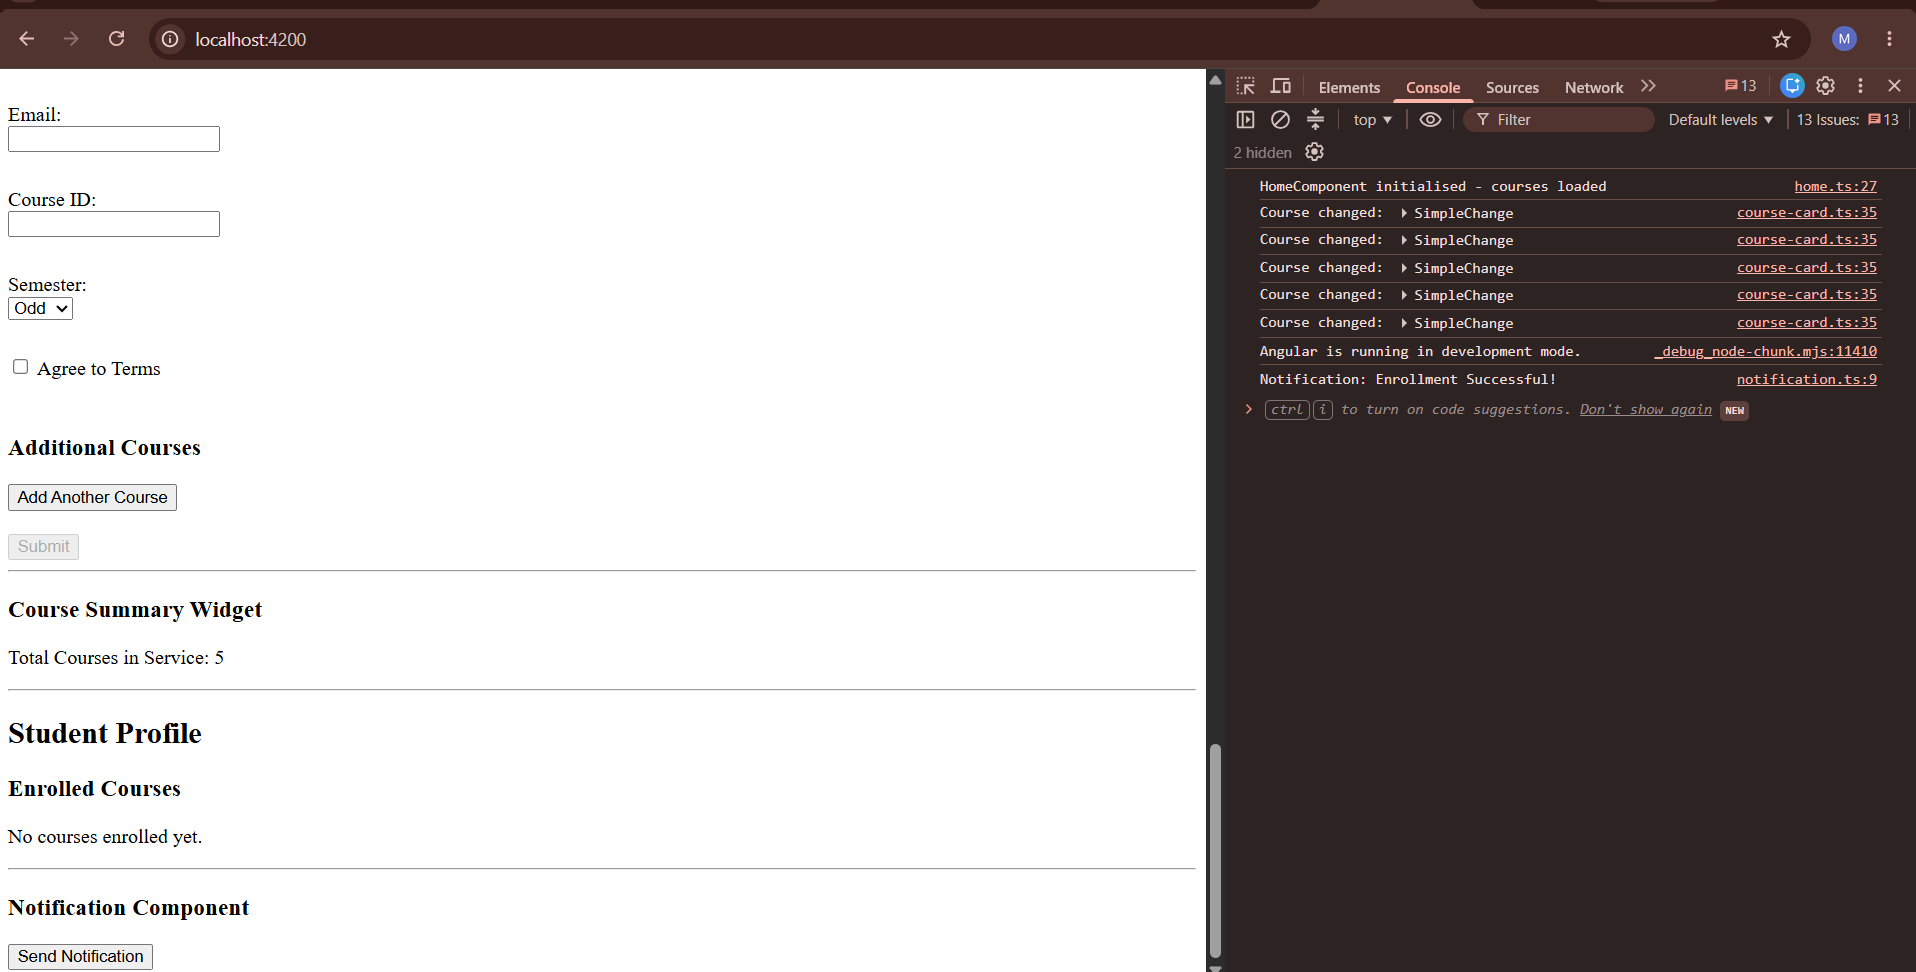 localhost:4200
M
Email:
Course ID:
Semester:
Odd
Agree to Terms
Additional Courses
Add Another Course
Submit
Course Summary Widget
Total Courses in Service: 5
Student Profile
Enrolled Courses
No courses enrolled yet.
Notification Component
Send Notification
Elements Console Sources Network 13
top Filter Default levels 13 Issues: 13
2 hidden
HomeComponent initialised - courses loaded home.ts:27
Course changed: SimpleChange course-card.ts:35
Course changed: SimpleChange course-card.ts:35
Course changed: SimpleChange course-card.ts:35
Course changed: SimpleChange course-card.ts:35
Course changed: SimpleChange course-card.ts:35
Angular is running in development mode. _debug_node-chunk.mjs:11410
Notification: Enrollment Successful! notification.ts:9
ctrl i to turn on code suggestions. Don't show again NEW